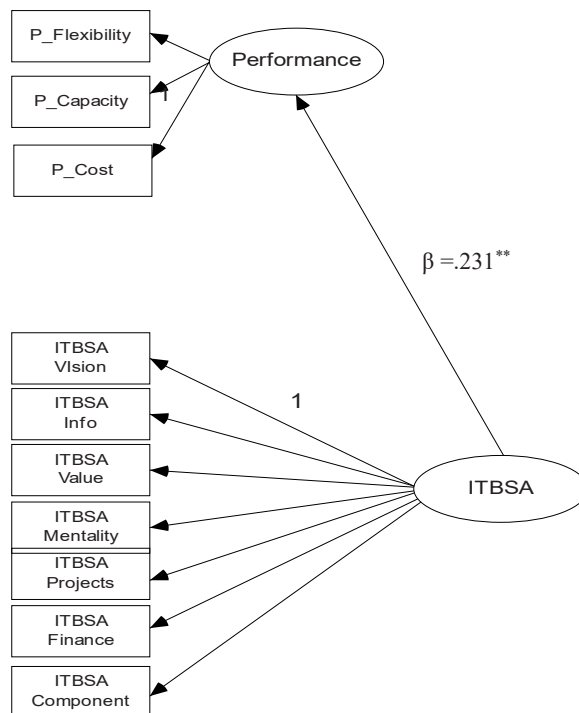 P_Flexibility
Performance
P_Capacity
1
P_Cost
β =.231**
ITBSA
VIsion
1
ITBSA
Info
ITBSA
Value
ITBSA
ITBSA
Mentality
ITBSA
Projects
ITBSA
Finance
ITBSA
Component